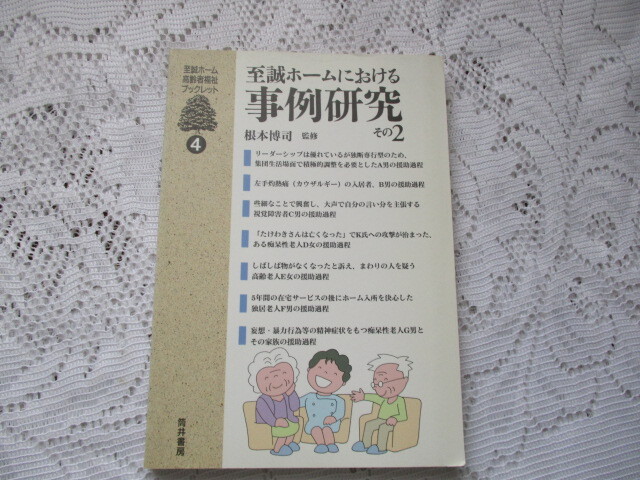 至誠ホーム
高齢者福祉
ブックレット
4
至誠ホームにおける
事例研究
その2
根本博司 監修
リーダーシップは優れているが独断専行型のため、
集団生活場面で積極的調整を必要としたA男の援助過程
左手灼熱痛(カウザルギー)の入居者、B男の援助過程
些細なことで興奮し、大声で自分の言い分を主張する
視覚障害者C男の援助過程
「たけわきさんは亡くなった」でK氏への攻撃が始まった、
ある痴呆性老人D女の援助過程
しばしば物がなくなったと訴え、まわりの人を疑う
高齢老人E女の援助過程
5年間の在宅サービスの後にホーム入所を決心した
独居老人F男の援助過程
妄想・暴力行為等の精神症状をもつ痴呆性老人G男と
その家族の援助過程
筒井書房